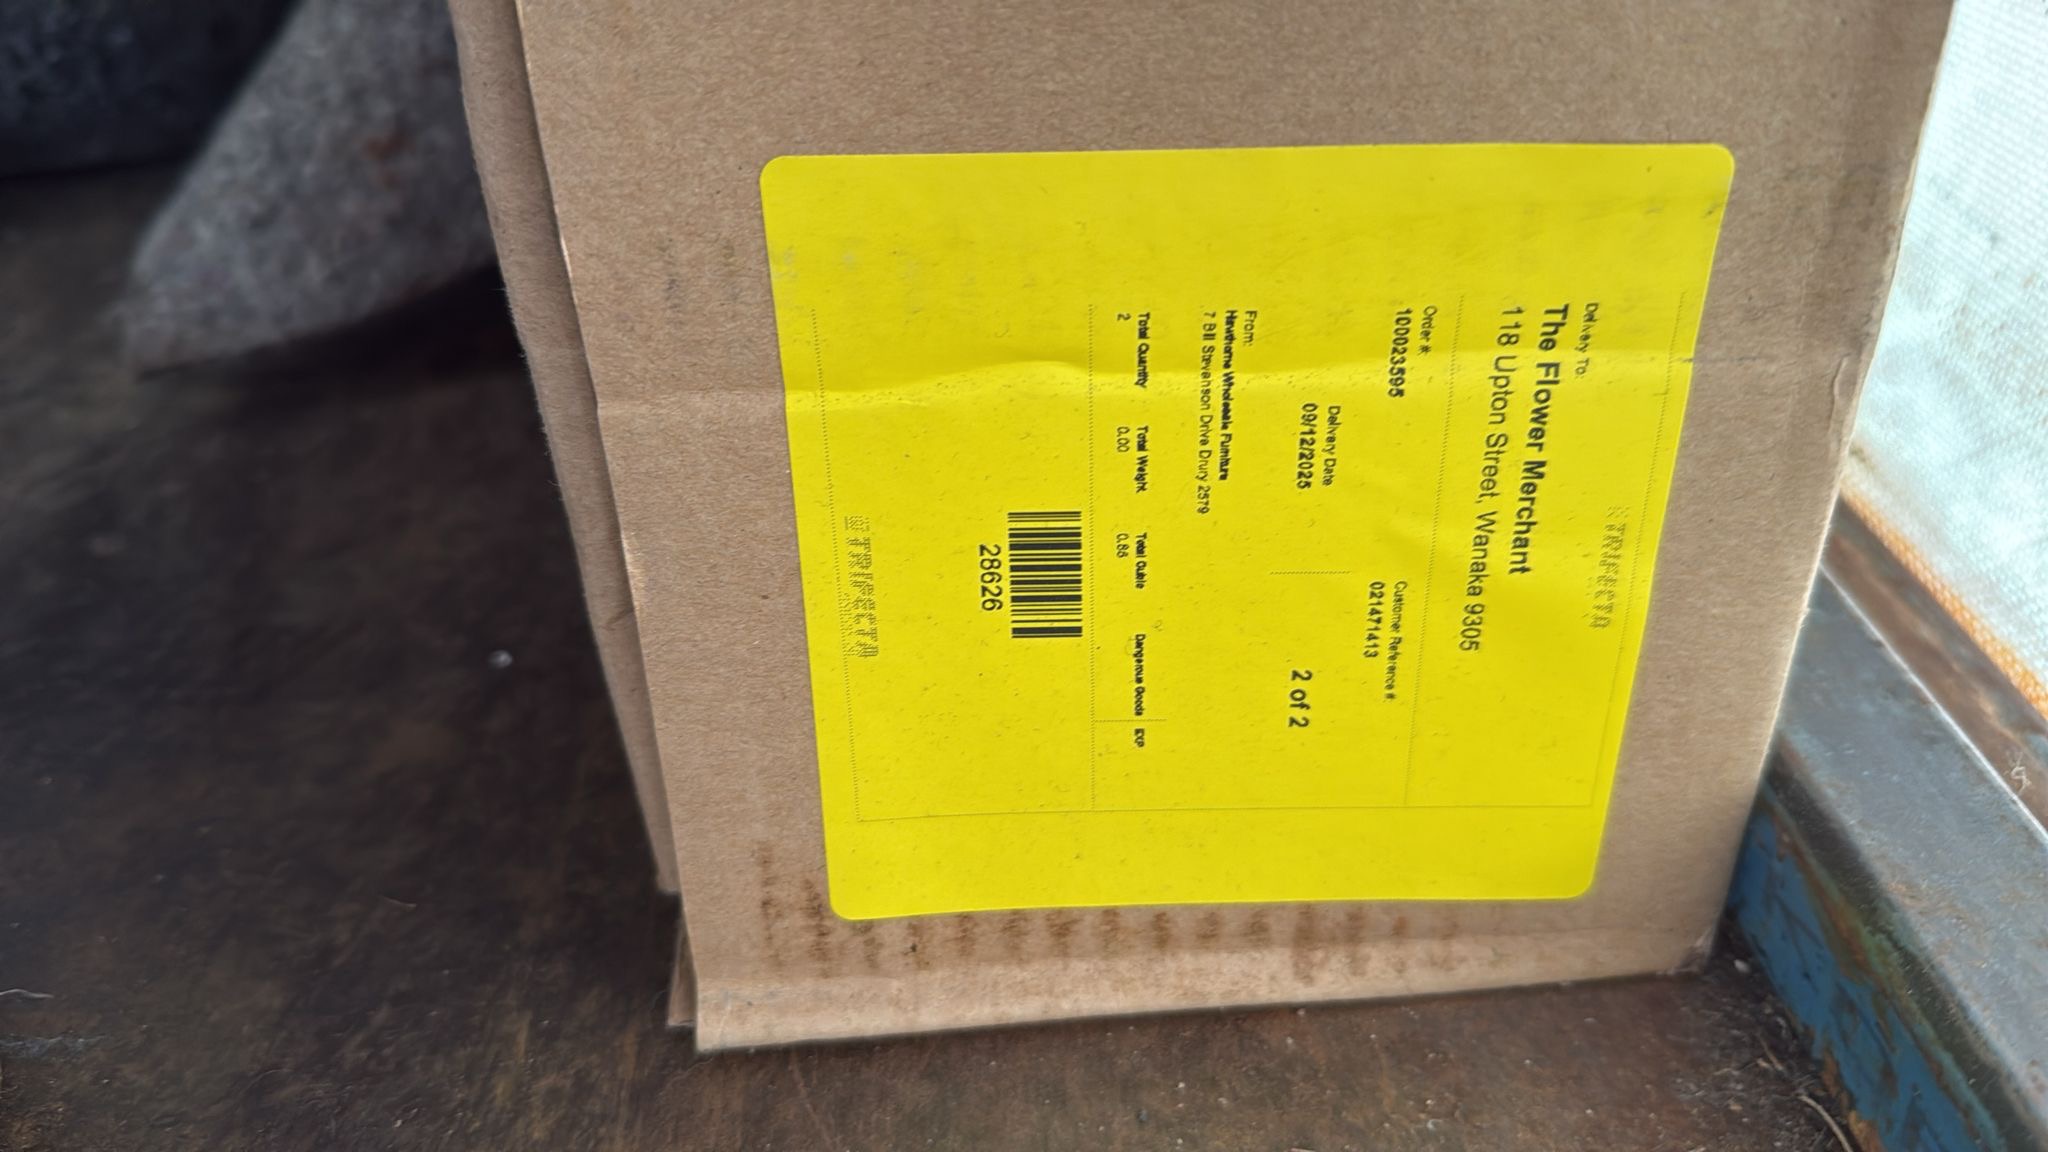 Delivery To:
The Flower Merchant
118 Upton Street, Wanaka 9305
Order #:
100023595
Customer Reference #:
021471413
Delivery Date
09/12/2025
2 of 2
From:
Hawthorne Wholesale Furniture
7 Bill Stevenson Drive Drury 2579
Total Quantity Total Weight Total Cubic Dangerous Goods EXP
2 0.00 0.86
28626